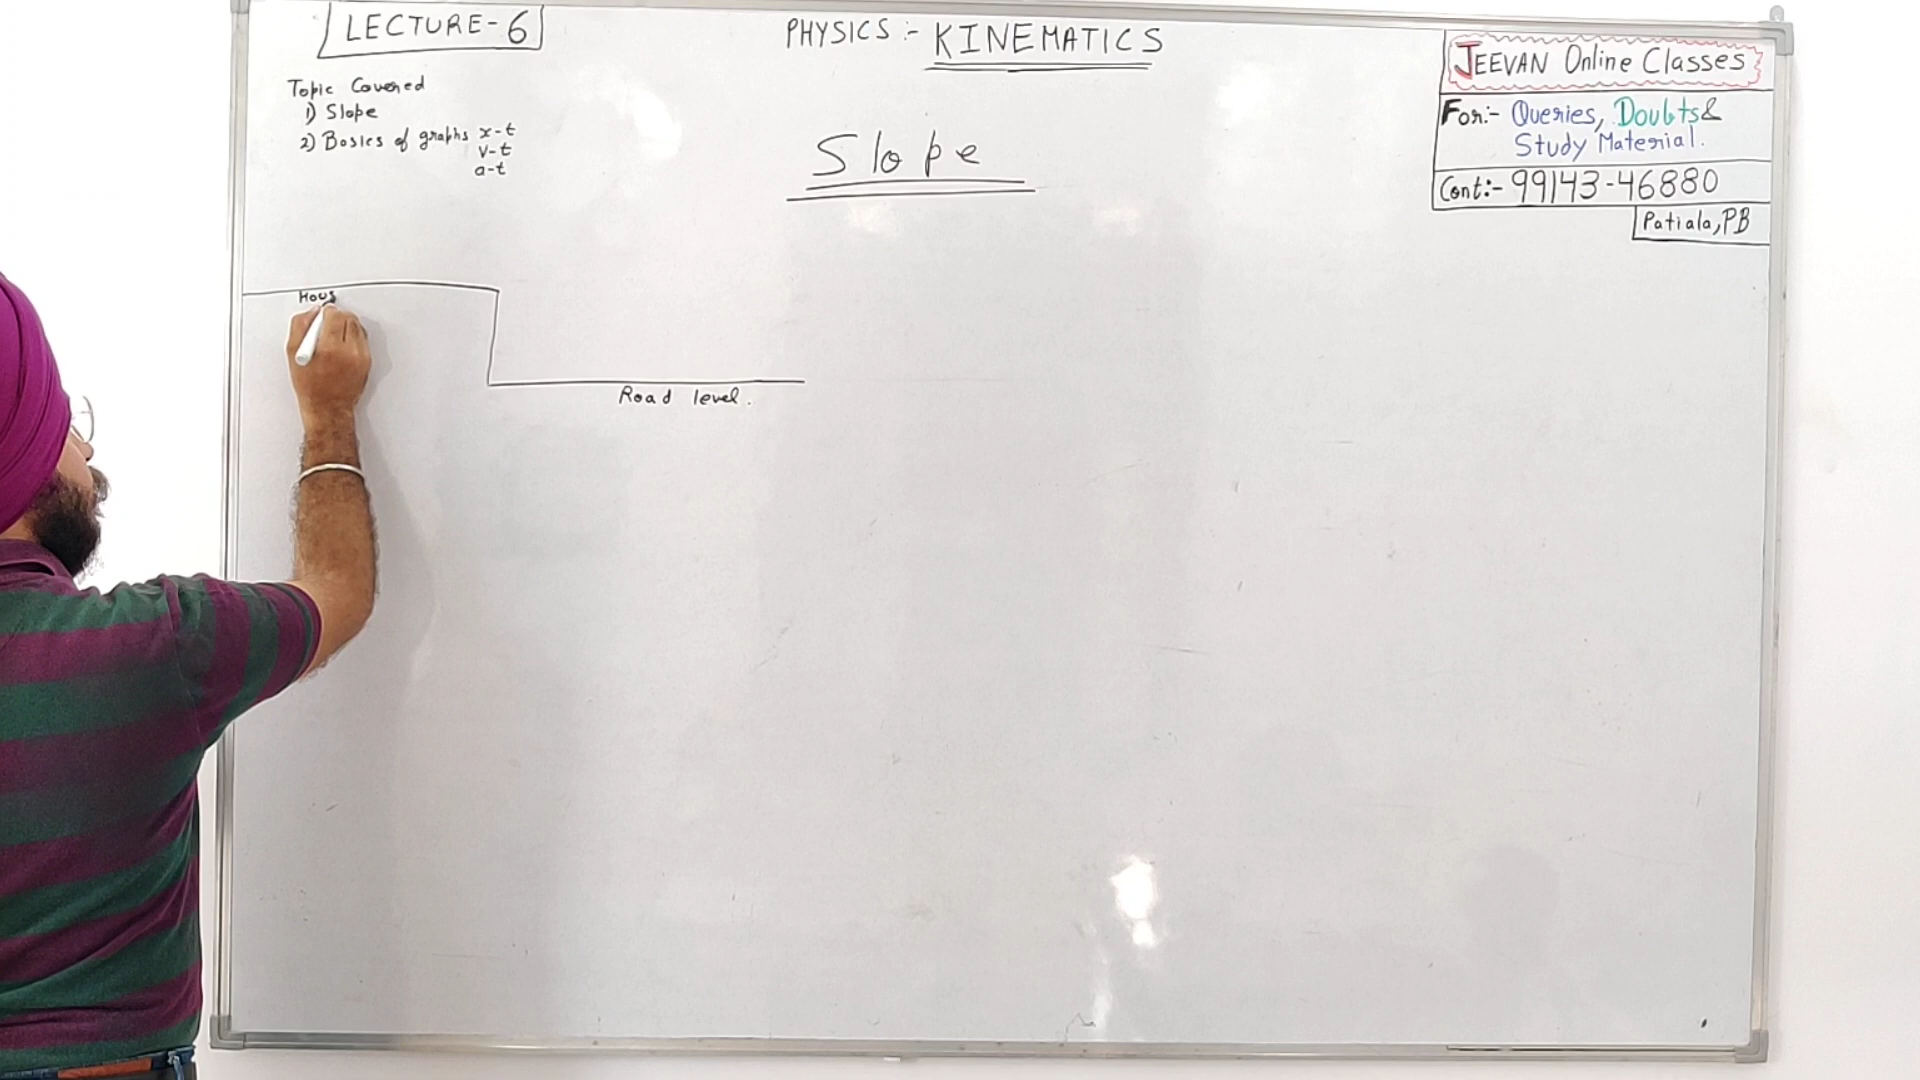 LECTURE-6
PHYSICS :- KINEMATICS
Topic Covered
1) Slope
2) Basics of graphs x-t
v-t
a-t
Slope
JEEVAN Online Classes
For:- Queries, Doubts &
Study Material.
Cont:- 99143-46880
Patiala, PB
Hous
Road level.